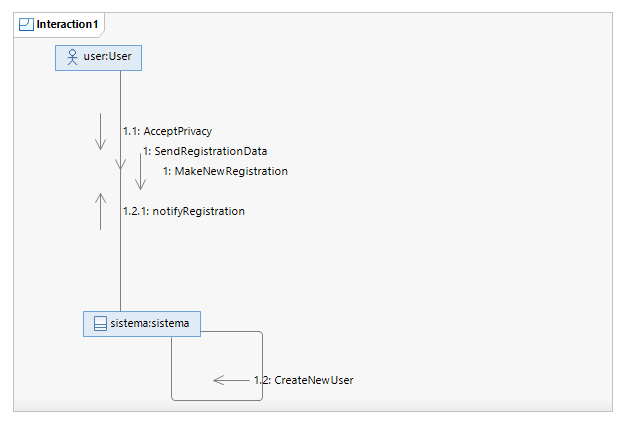 Interaction1
user:User
1.1: AcceptPrivacy
1: SendRegistrationData
1: MakeNewRegistration
1.2.1: notifyRegistration
sistema:sistema
1.2: CreateNewUser